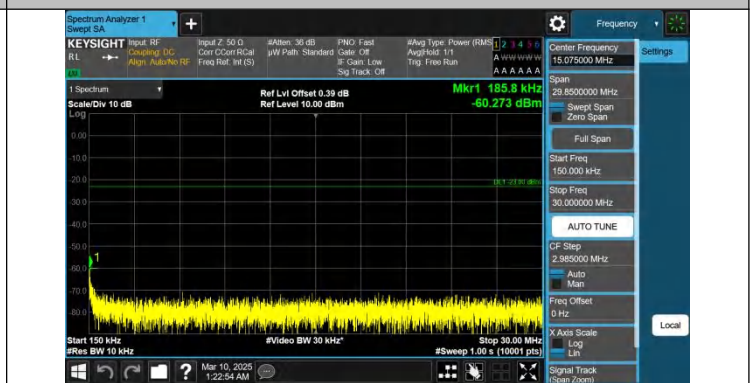 Spectrum Analyzer 1
Swept SA
Frequency
KEYSIGHT
RL
Input: RF
Coupling: DC
Align: Auto/No RF
Input Z: 50 Ω
Corr CCorr RCal
Freq Ref: Int (S)
#Atten: 36 dB
µW Path: Standard
PNO: Fast
Gate: Off
IF Gain: Low
Sig Track: Off
#Avg Type: Power (RMS
Avg|Hold: 1/1
Trig: Free Run
1 2 3 4 5 6
A W W W W W
A A A A A A
1 Spectrum
Scale/Div 10 dB
Log
Ref Lvl Offset 0.39 dB
Ref Level 10.00 dBm
Mkr1 185.8 kHz
-60.273 dBm
0.00
-10.0
-20.0
-30.0
-40.0
-50.0
-60.0
-70.0
-80.0
1
Start 150 kHz
#Res BW 10 kHz
#Video BW 30 kHz*
Stop 30.00 MHz
#Sweep 1.00 s (10001 pts)
Mar 10, 2025
1:22:54 AM
Center Frequency
15.075000 MHz
Settings
Span
29.8500000 MHz
Swept Span
Zero Span
Full Span
Start Freq
150.000 kHz
Stop Freq
30.000000 MHz
AUTO TUNE
CF Step
2.985000 MHz
Auto
Man
Freq Offset
0 Hz
X Axis Scale
Log
Lin
Local
Signal Track
(Span Zoom)